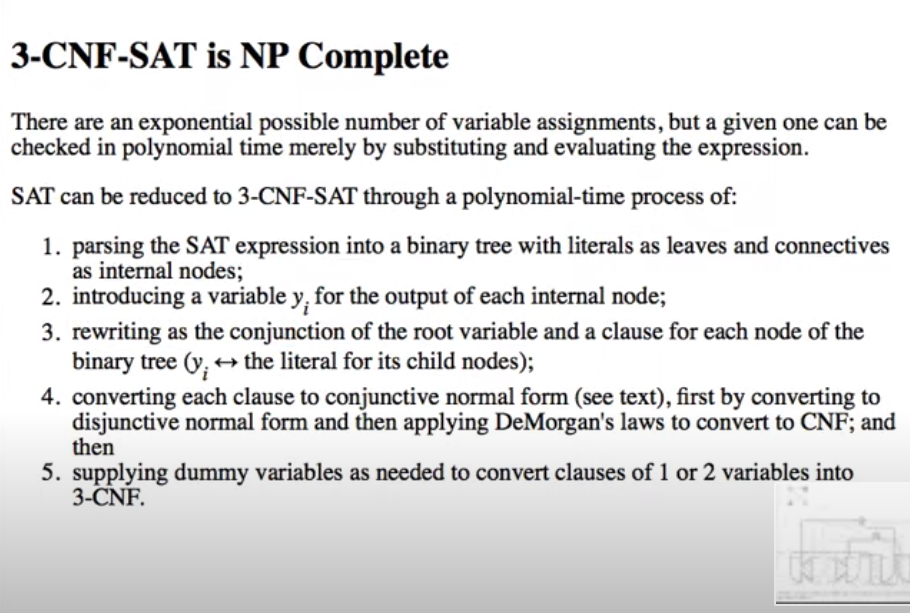 3-CNF-SAT is NP Complete
There are an exponential possible number of variable assignments, but a given one can be
checked in polynomial time merely by substituting and evaluating the expression.
SAT can be reduced to 3-CNF-SAT through a polynomial-time process of:
1. parsing the SAT expression into a binary tree with literals as leaves and connectives
as internal nodes;
2. introducing a variable yᵢ for the output of each internal node;
3. rewriting as the conjunction of the root variable and a clause for each node of the
binary tree (yᵢ ↔ the literal for its child nodes);
4. converting each clause to conjunctive normal form (see text), first by converting to
disjunctive normal form and then applying DeMorgan's laws to convert to CNF; and
then
5. supplying dummy variables as needed to convert clauses of 1 or 2 variables into
3-CNF.